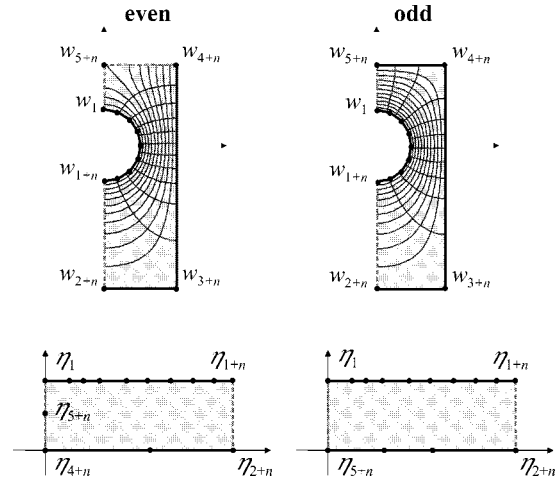 even odd
w₅₊ₙ w₄₊ₙ w₅₊ₙ w₄₊ₙ
w₁ w₁
w₁₊ₙ w₁₊ₙ
w₂₊ₙ w₃₊ₙ w₂₊ₙ w₃₊ₙ
η₁ η₁₊ₙ η₁ η₁₊ₙ
η₅₊ₙ
η₄₊ₙ η₂₊ₙ η₅₊ₙ η₂₊ₙ